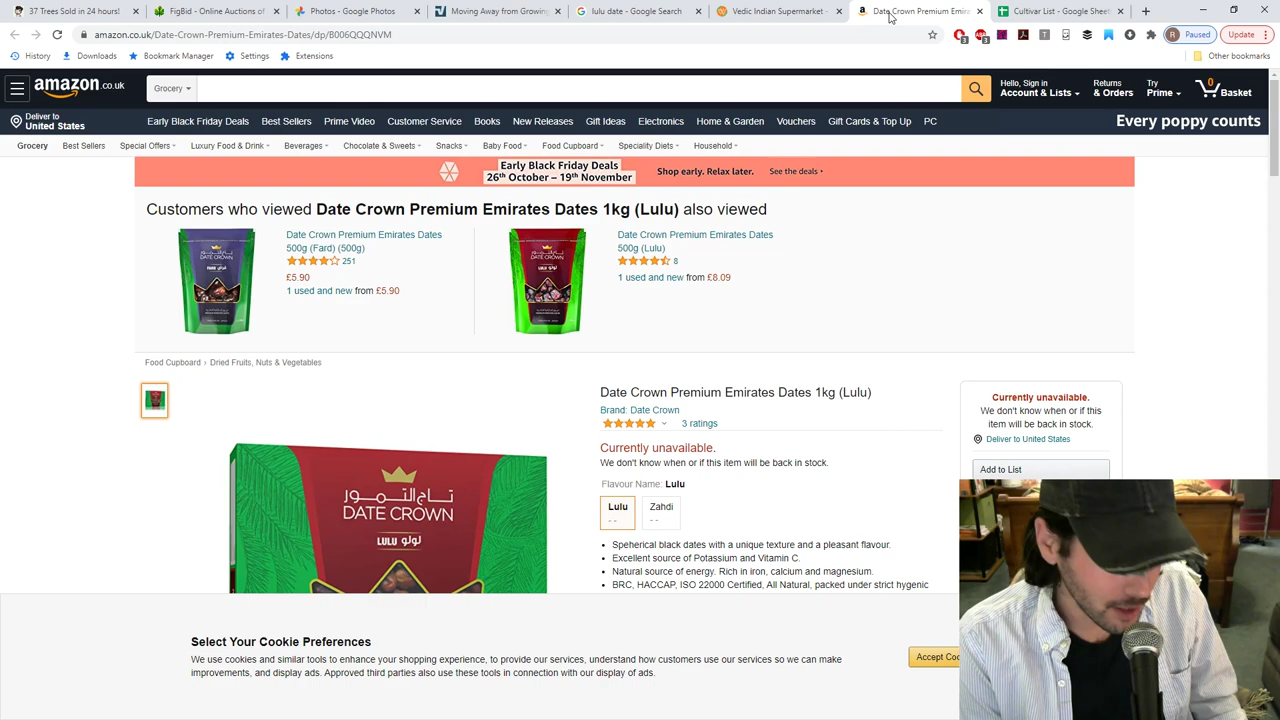 37 Trees Sold in 24 hours!
FigBid - Online Auctions of
Photos - Google Photos
Moving Away from Growing
lulu date - Google Search
Vedic Indian Supermarket -
Date Crown Premium Emira
Cultivar List - Google Sheet
amazon.co.uk/Date-Crown-Premium-Emirates-Dates/dp/B006QQQNVM
Paused
Update
History
Downloads
Bookmark Manager
Settings
Extensions
Other bookmarks
amazon.co.uk
Grocery
Hello, Sign in
Account & Lists
Returns
& Orders
Try
Prime
0
Basket
Deliver to
United States
Early Black Friday Deals
Best Sellers
Prime Video
Customer Service
Books
New Releases
Gift Ideas
Electronics
Home & Garden
Vouchers
Gift Cards & Top Up
PC
Every poppy counts
Grocery
Best Sellers
Special Offers
Luxury Food & Drink
Beverages
Chocolate & Sweets
Snacks
Baby Food
Food Cupboard
Speciality Diets
Household
Early Black Friday Deals
26th October – 19th November
Shop early. Relax later.
See the deals
Customers who viewed Date Crown Premium Emirates Dates 1kg (Lulu) also viewed
Date Crown Premium Emirates Dates
500g (Fard) (500g)
251
£5.90
1 used and new from £5.90
Date Crown Premium Emirates Dates
500g (Lulu)
8
1 used and new from £8.09
Food Cupboard › Dried Fruits, Nuts & Vegetables
تاج التمور
DATE CROWN
LULU لولو
Date Crown Premium Emirates Dates 1kg (Lulu)
Brand: Date Crown
3 ratings
Currently unavailable.
We don't know when or if this item will be back in stock.
Flavour Name: Lulu
Lulu
- -
Zahdi
- -
• Speherical black dates with a unique texture and a pleasant flavour.
• Excellent source of Potassium and Vitamin C.
• Natural source of energy. Rich in iron, calcium and magnesium.
• BRC, HACCAP, ISO 22000 Certified, All Natural, packed under strict hygenic
Currently unavailable.
We don't know when or if this
item will be back in stock.
Deliver to United States
Add to List
Select Your Cookie Preferences
We use cookies and similar tools to enhance your shopping experience, to provide our services, understand how customers use our services so we can make
improvements, and display ads. Approved third parties also use these tools in connection with our display of ads.
Accept Coo